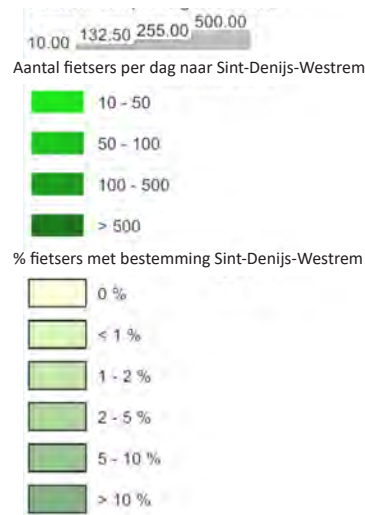 10.00 132.50 255.00 500.00
Aantal fietsers per dag naar Sint-Denijs-Westrem
10 - 50
50 - 100
100 - 500
> 500
% fietsers met bestemming Sint-Denijs-Westrem
0 %
< 1 %
1 - 2 %
2 - 5 %
5 - 10 %
> 10 %